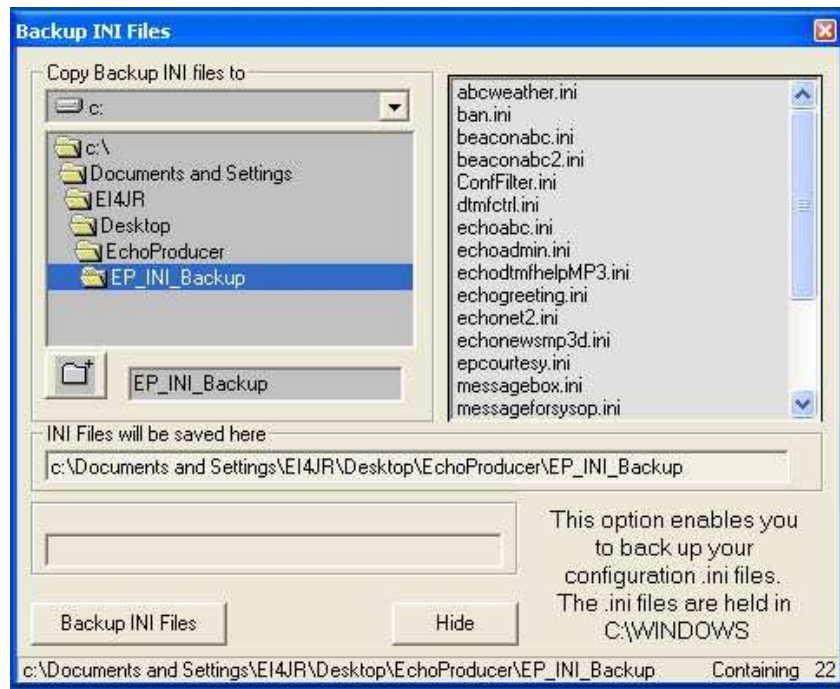 Backup INI Files
Copy Backup INI files to
c:
c:\
Documents and Settings
EI4JR
Desktop
EchoProducer
EP_INI_Backup
EP_INI_Backup
abcweather.ini
ban.ini
beaconabc.ini
beaconabc2.ini
ConfFilter.ini
dtmfctrl.ini
echoabc.ini
echoadmin.ini
echodtmfhelpMP3.ini
echogreeting.ini
echonet2.ini
echonewsmp3d.ini
epcourtesy.ini
messagebox.ini
messageforsysop.ini
INI Files will be saved here
c:\Documents and Settings\EI4JR\Desktop\EchoProducer\EP_INI_Backup
This option enables you
to back up your
configuration .ini files.
The .ini files are held in
C:\WINDOWS
Backup INI Files
Hide
c:\Documents and Settings\EI4JR\Desktop\EchoProducer\EP_INI_Backup Containing 22